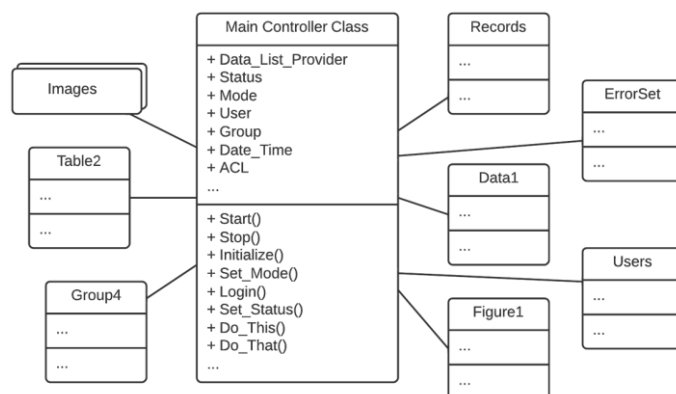 Main Controller Class
+ Data_List_Provider
+ Status
+ Mode
+ User
+ Group
+ Date_Time
+ ACL
...
+ Start()
+ Stop()
+ Initialize()
+ Set_Mode()
+ Login()
+ Set_Status()
+ Do_This()
+ Do_That()
...
Images
Table2
...
...
Group4
...
...
Records
...
...
ErrorSet
...
...
Data1
...
...
Users
...
...
Figure1
...
...